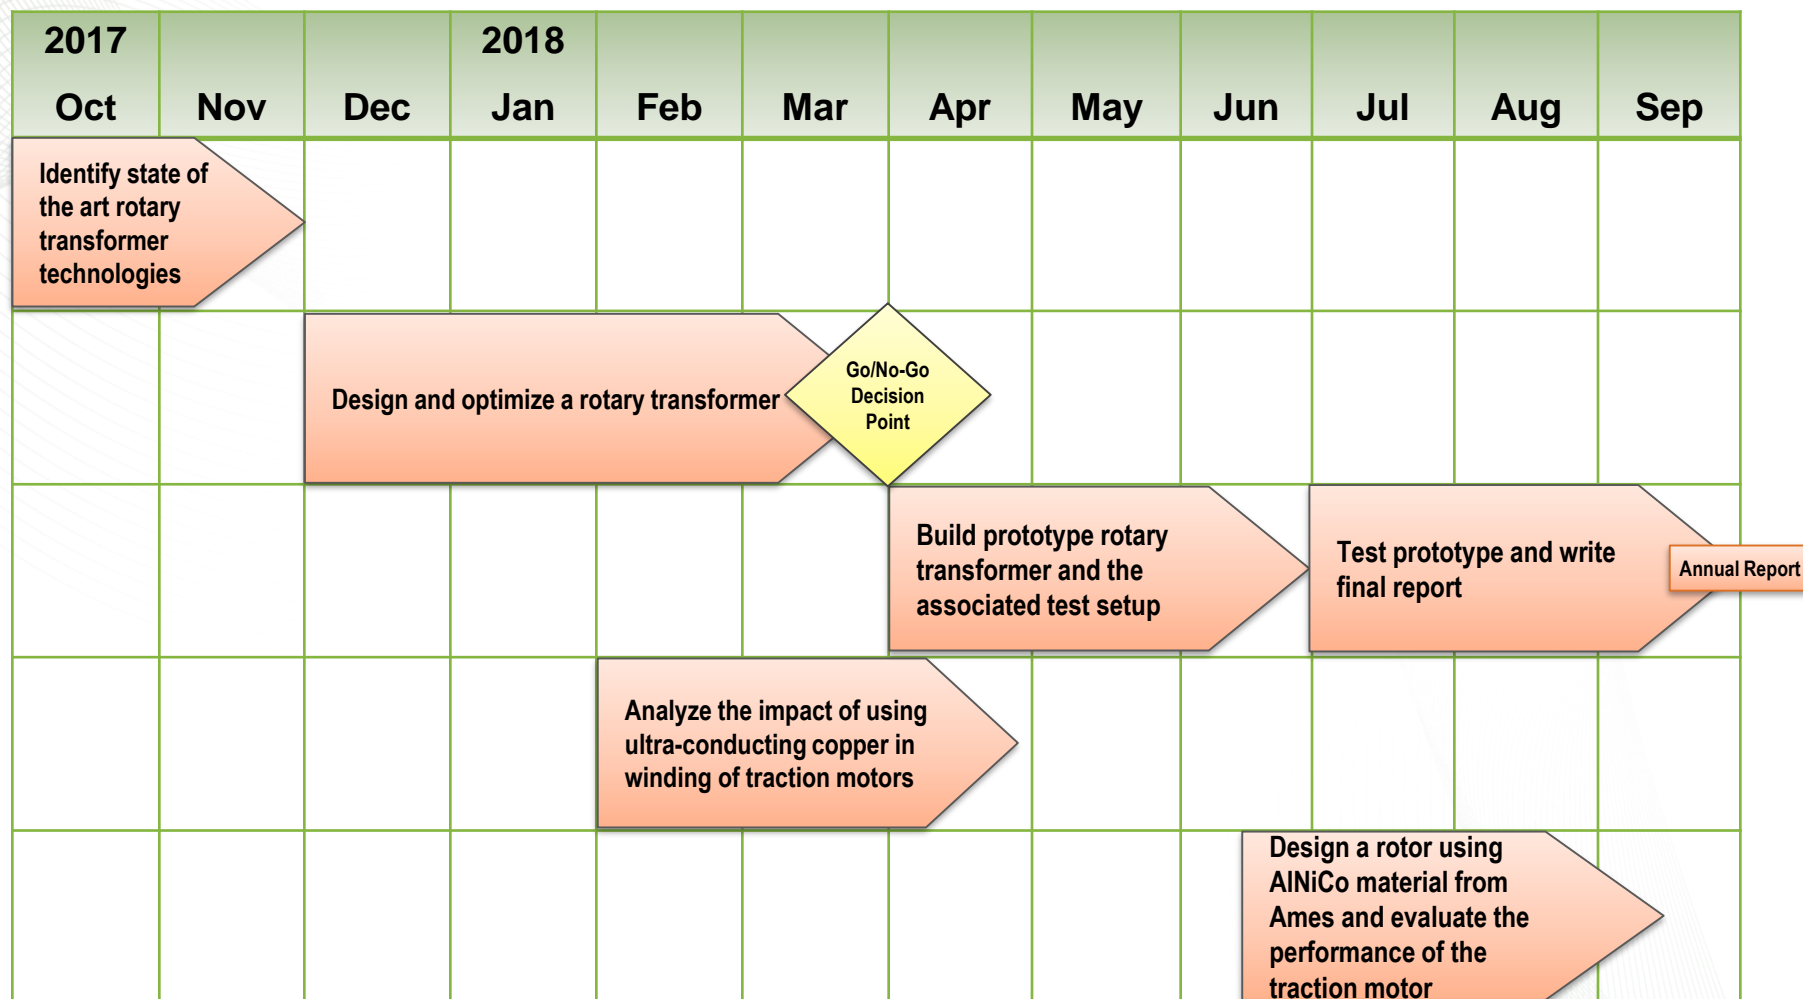 2017
2018
Oct Nov Dec Jan Feb Mar Apr May Jun Jul Aug Sep
Identify state of
the art rotary
transformer
technologies
Design and optimize a rotary transformer
Go/No-Go
Decision
Point
Build prototype rotary
transformer and the
associated test setup
Test prototype and write
final report
Annual Report
Analyze the impact of using
ultra-conducting copper in
winding of traction motors
Design a rotor using
AlNiCo material from
Ames and evaluate the
performance of the
traction motor